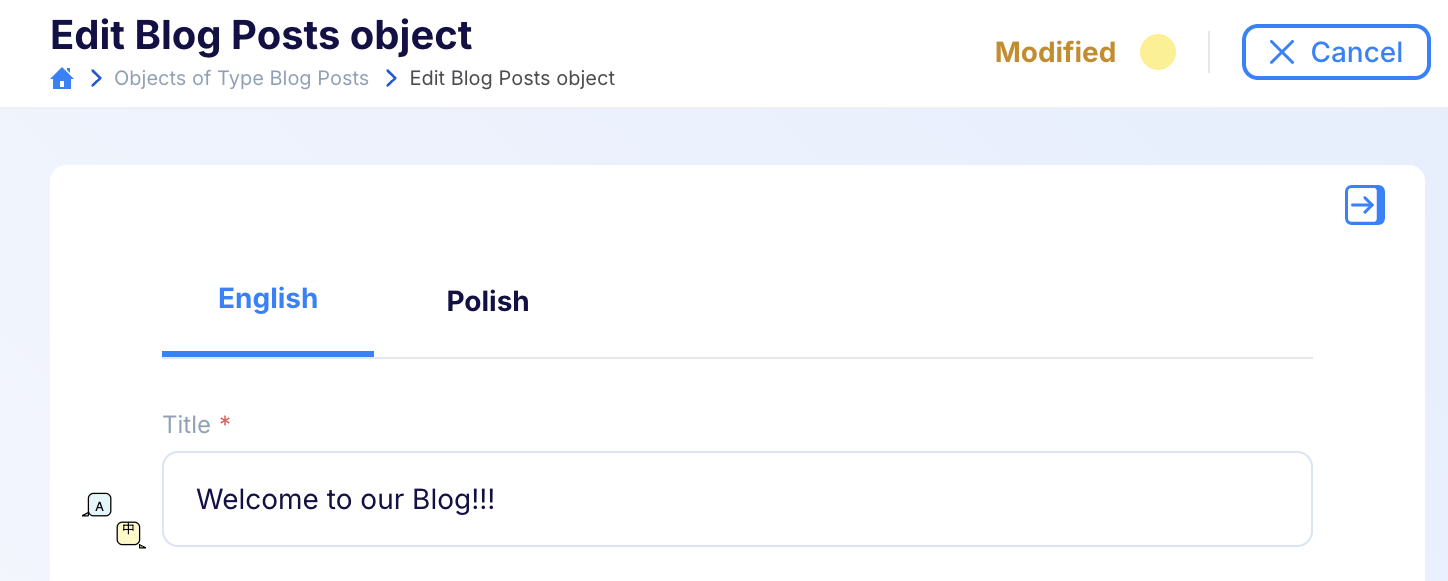 Edit Blog Posts object
Objects of Type Blog Posts Edit Blog Posts object
Modified
Cancel
English Polish
Title *
Welcome to our Blog!!!
A
中